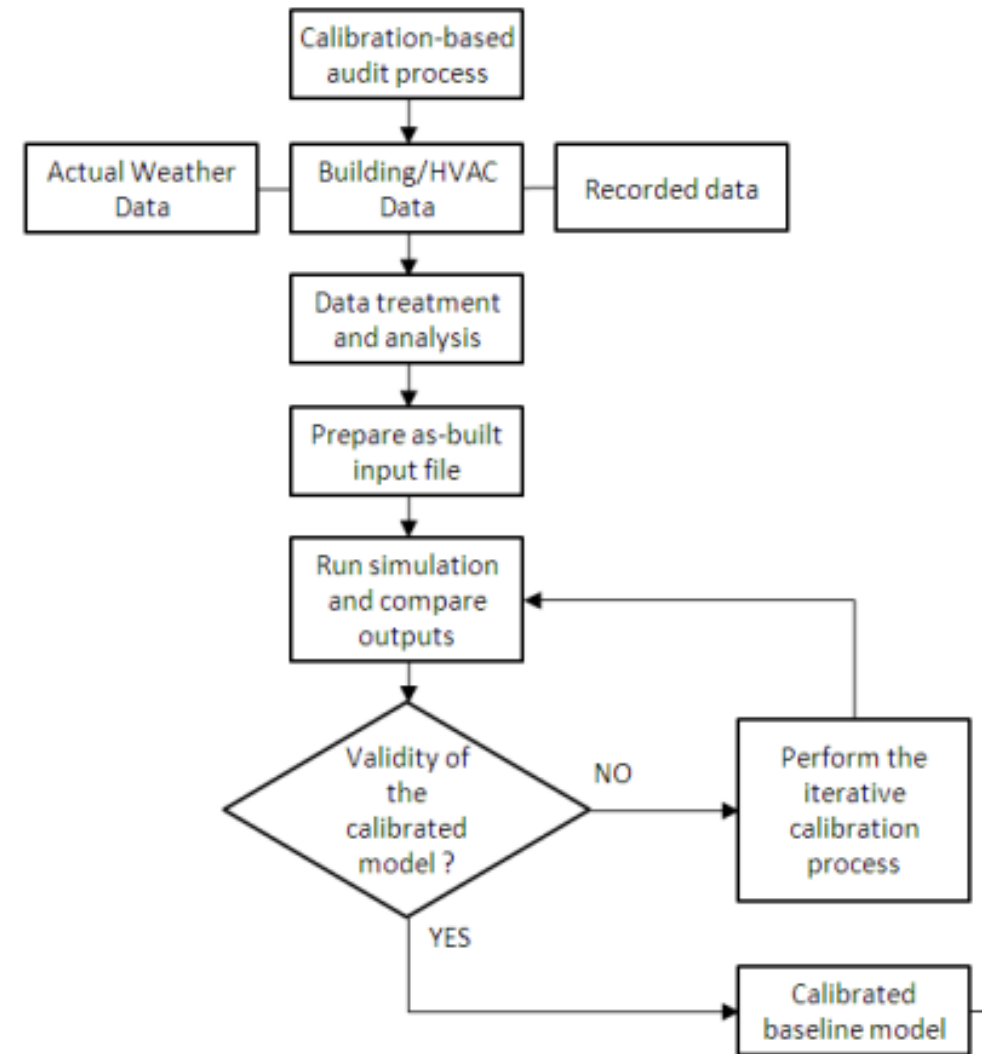 Calibration-based
audit process
Actual Weather
Data
Building/HVAC
Data
Recorded data
Data treatment
and analysis
Prepare as-built
input file
Run simulation
and compare
outputs
Validity of
the
calibrated
model ?
NO
Perform the
iterative
calibration
process
YES
Calibrated
baseline model